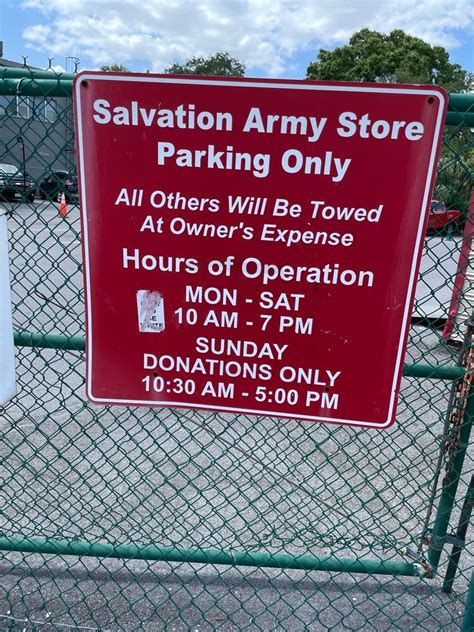 Salvation Army Store
Parking Only
All Others Will Be Towed
At Owner's Expense
Hours of Operation
MON - SAT
10 AM - 7 PM
SUNDAY
DONATIONS ONLY
10:30 AM - 5:00 PM